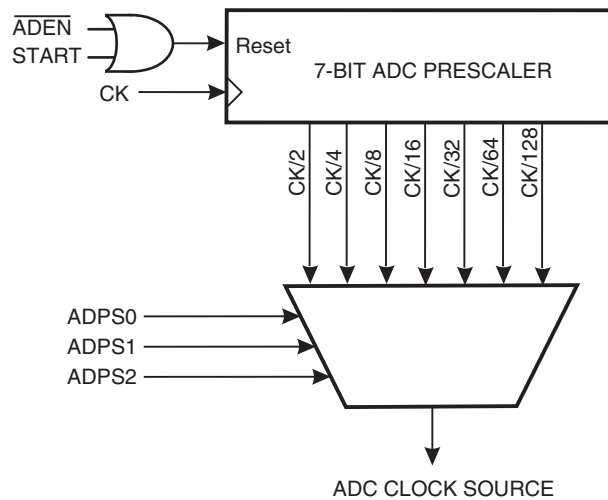 ADEN
START
Reset
7-BIT ADC PRESCALER
CK
CK/2
CK/4
CK/8
CK/16
CK/32
CK/64
CK/128
ADPS0
ADPS1
ADPS2
ADC CLOCK SOURCE